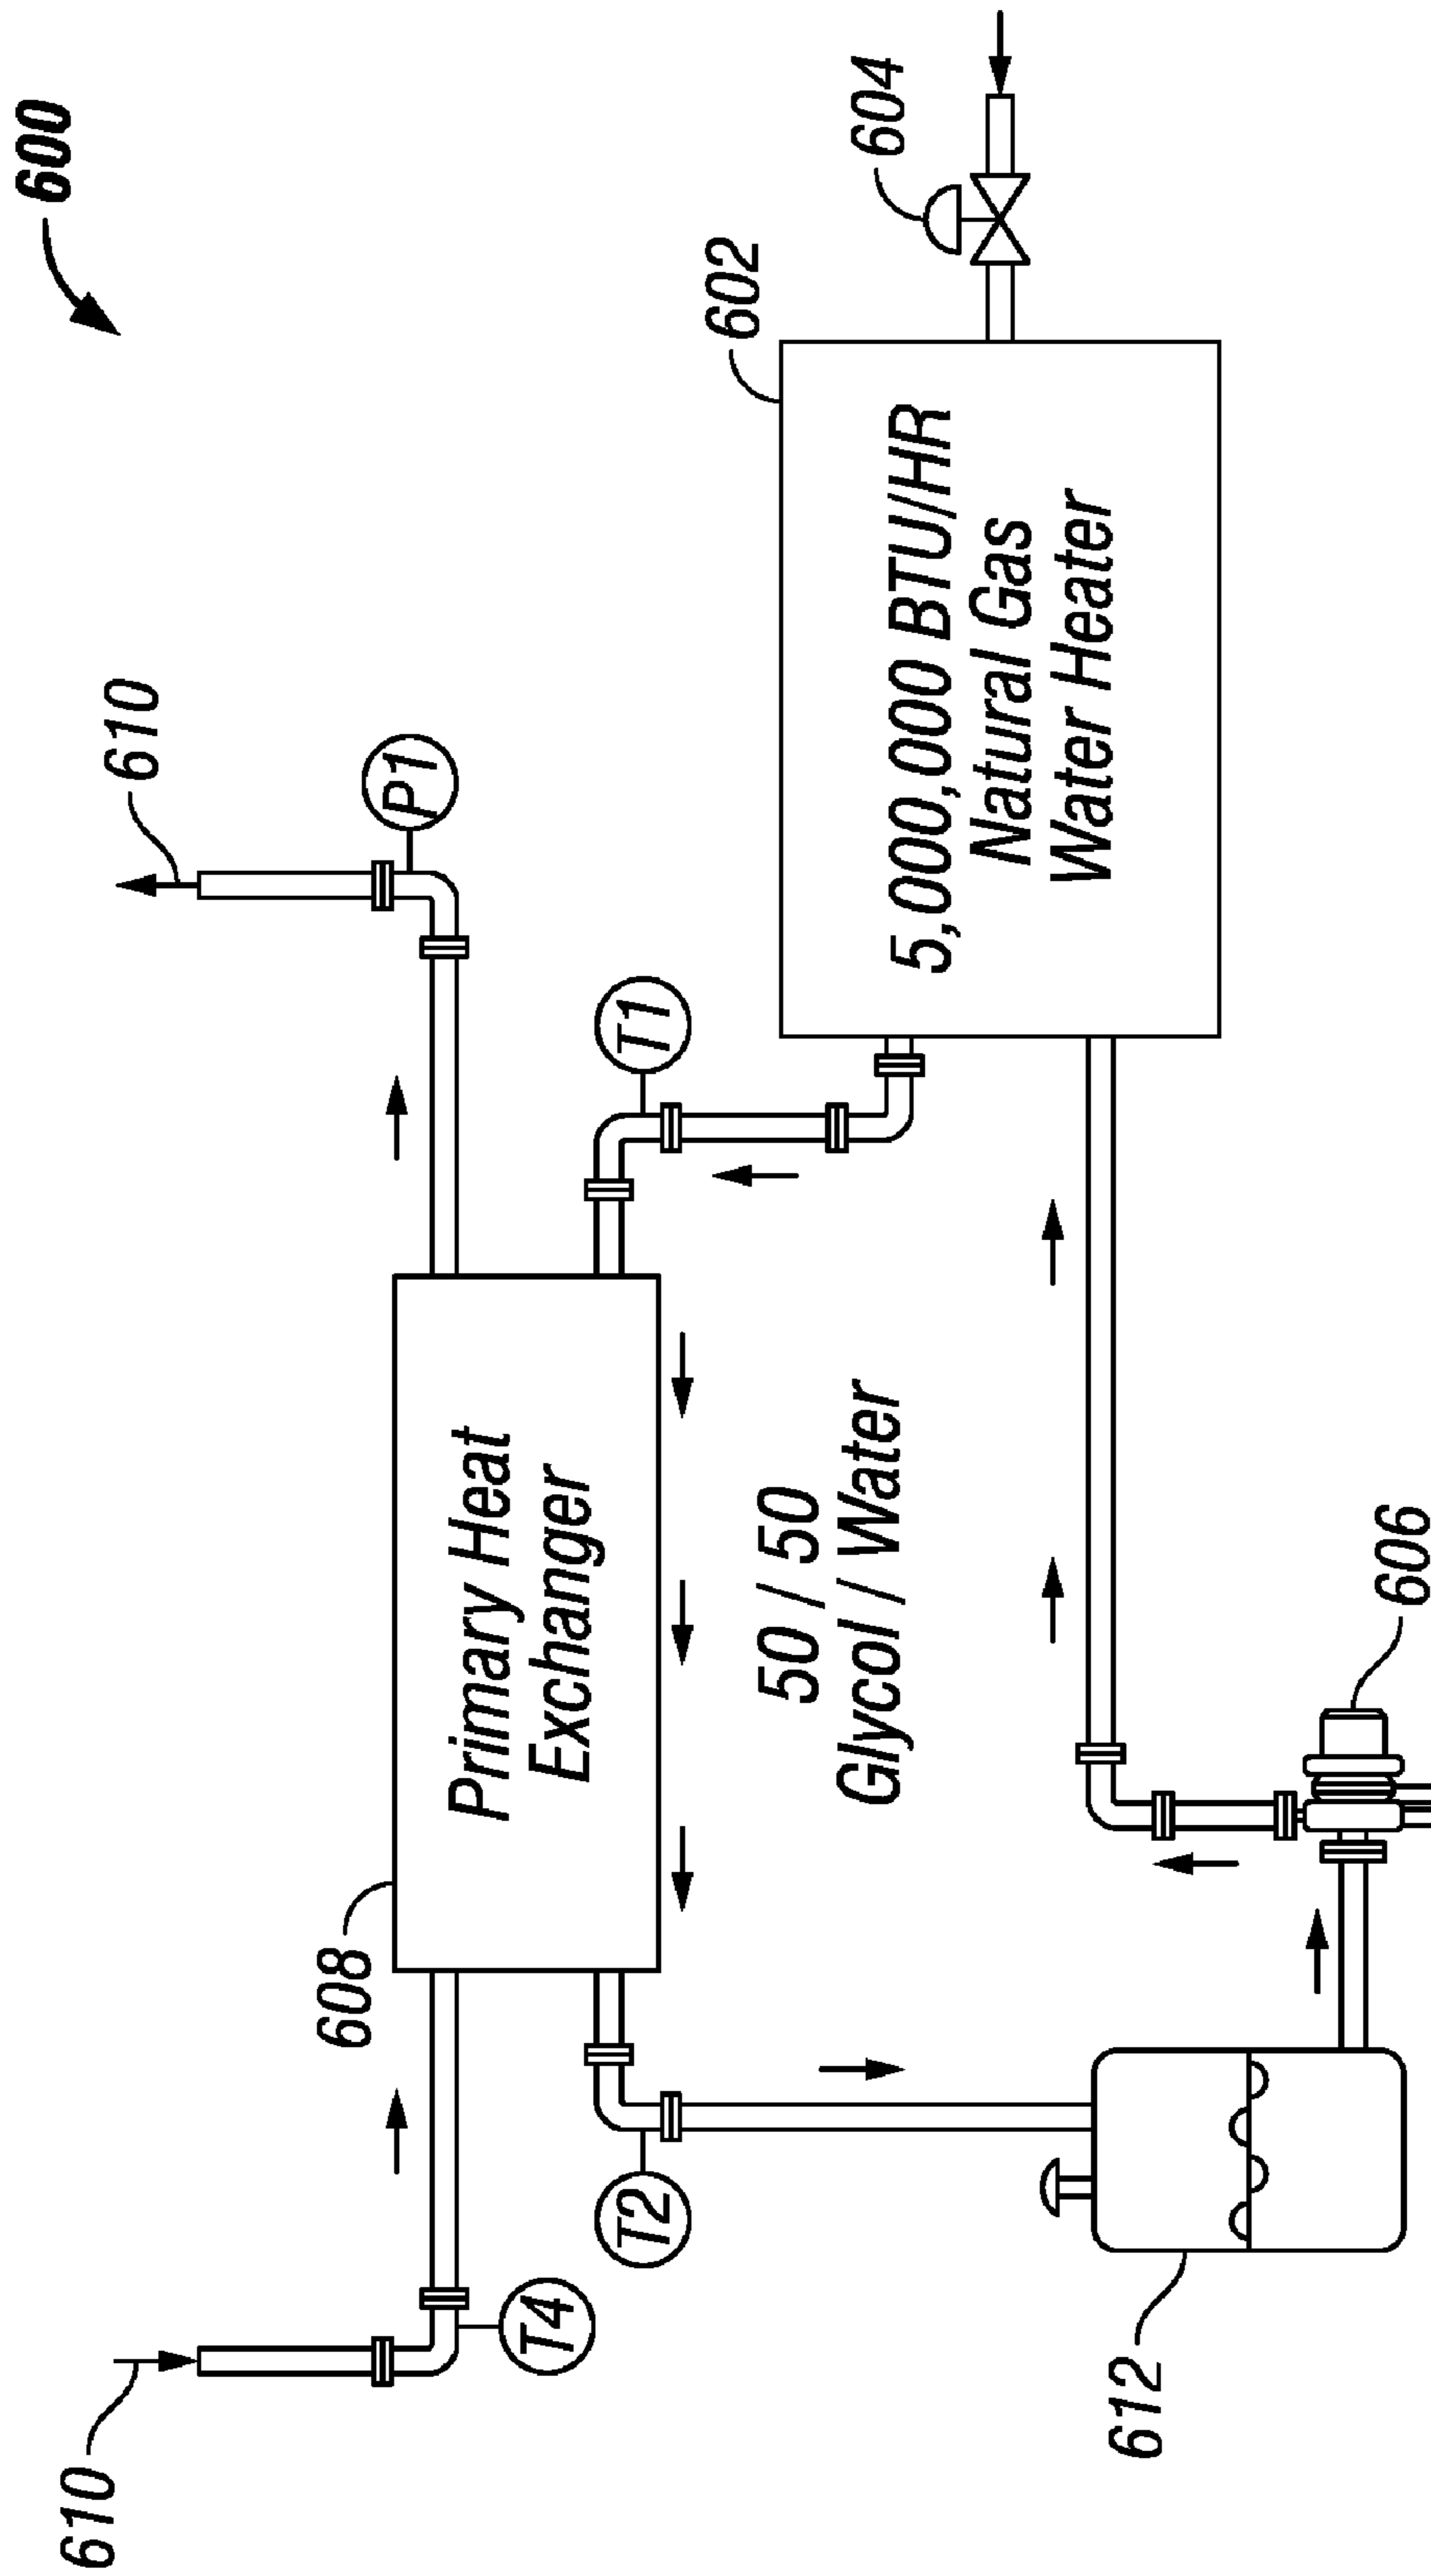 600
610
P1
604
602
T1
5,000,000 BTU/HR
Natural Gas
Water Heater
608
Primary Heat
Exchanger
50 / 50
Glycol / Water
610
T4
T2
612
606